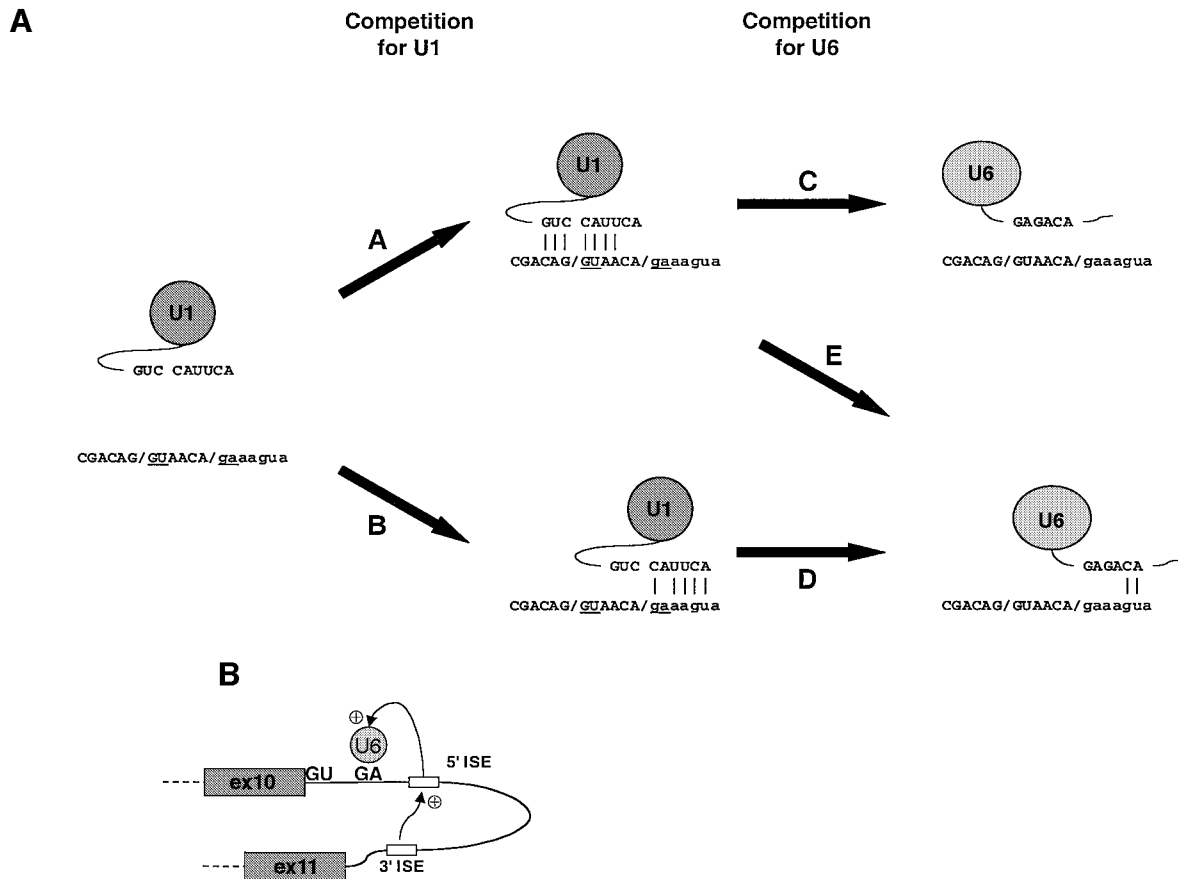 A
Competition
for U1
Competition
for U6
U1
GUC CAUUCA
CGACAG/GUAACA/gaaagua
A
B
U1
GUC CAUUCA
CGACAG/GUAACA/gaaagua
U1
GUC CAUUCA
CGACAG/GUAACA/gaaagua
C
E
D
U6
GAGACA
CGACAG/GUAACA/gaaagua
U6
GAGACA
CGACAG/GUAACA/gaaagua
B
U6
5' ISE
GU
GA
ex10
3' ISE
ex11